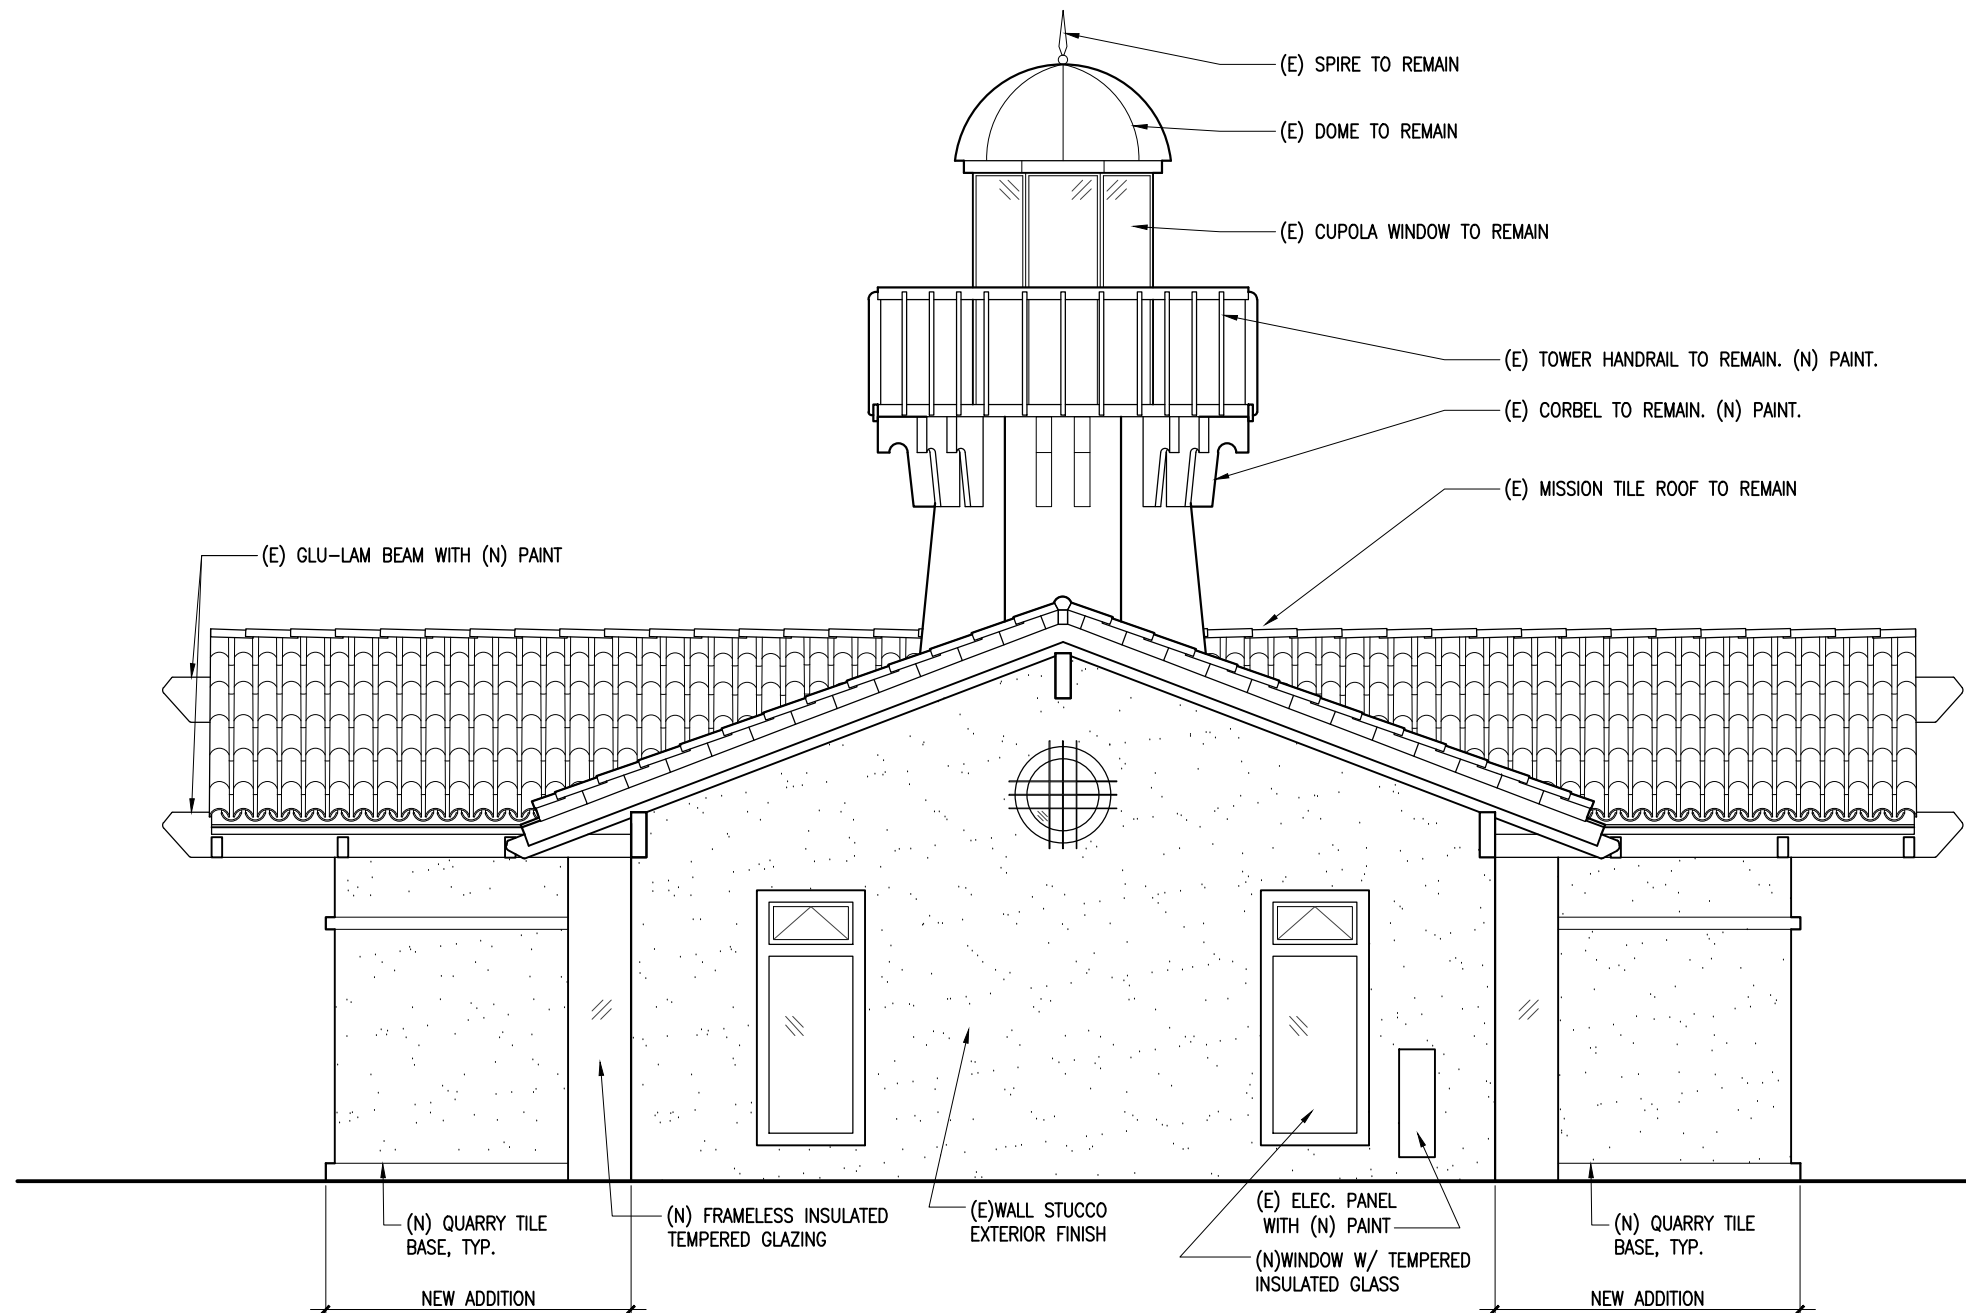 (E) SPIRE TO REMAIN
(E) DOME TO REMAIN
(E) CUPOLA WINDOW TO REMAIN
(E) TOWER HANDRAIL TO REMAIN. (N) PAINT.
(E) CORBEL TO REMAIN. (N) PAINT.
(E) MISSION TILE ROOF TO REMAIN
(E) GLU-LAM BEAM WITH (N) PAINT
(N) QUARRY TILE
BASE, TYP.
(N) FRAMELESS INSULATED
TEMPERED GLAZING
(E)WALL STUCCO
EXTERIOR FINISH
(E) ELEC. PANEL
WITH (N) PAINT
(N)WINDOW W/ TEMPERED
INSULATED GLASS
(N) QUARRY TILE
BASE, TYP.
NEW ADDITION
NEW ADDITION